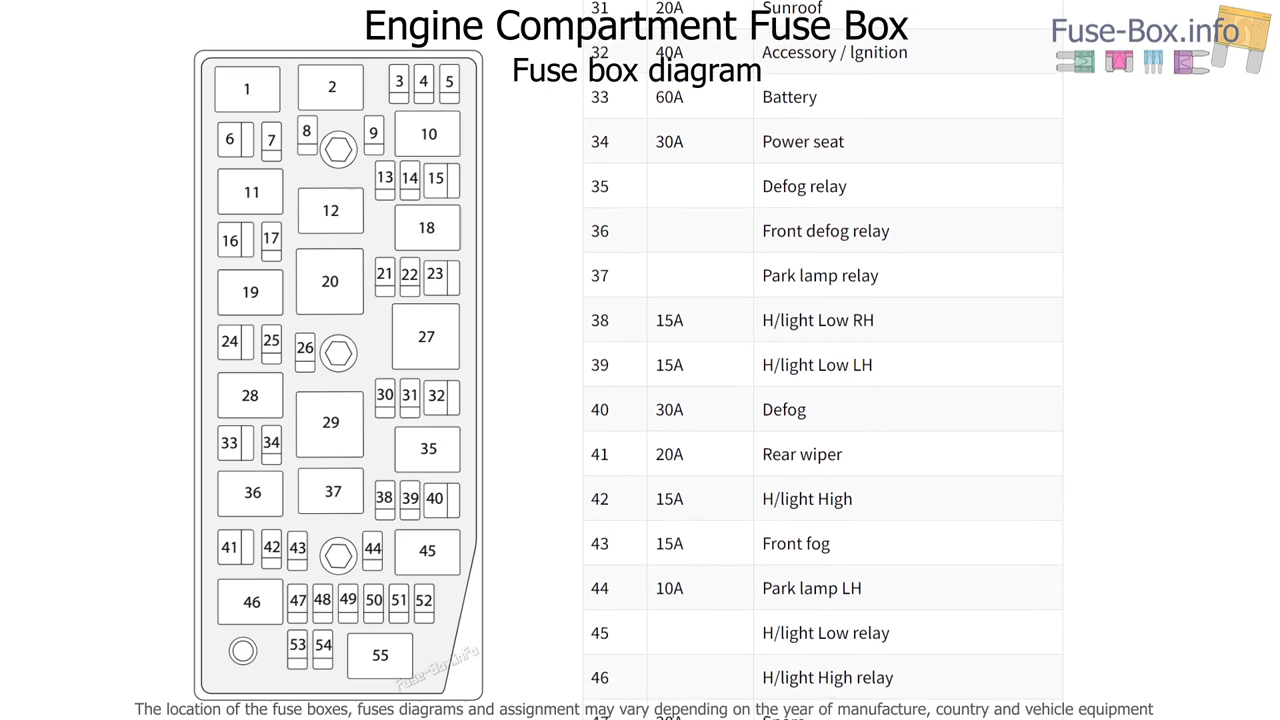 Engine Compartment Fuse Box
Fuse box diagram
Fuse-Box.info
31 20A Sunroof
32 40A Accessory / Ignition
33 60A Battery
34 30A Power seat
35 Defog relay
36 Front defog relay
37 Park lamp relay
38 15A H/light Low RH
39 15A H/light Low LH
40 30A Defog
41 20A Rear wiper
42 15A H/light High
43 15A Front fog
44 10A Park lamp LH
45 H/light Low relay
46 H/light High relay
47 20A Spare
1 2 3 4 5
6 7 8 9 10
11 12 13 14 15
16 17 18
19 20 21 22 23
24 25 26 27
28 29 30 31 32
33 34 35
36 37 38 39 40
41 42 43 44 45
46 47 48 49 50 51 52
53 54 55
Fuse-Box.info
The location of the fuse boxes, fuses diagrams and assignment may vary depending on the year of manufacture, country and vehicle equipment